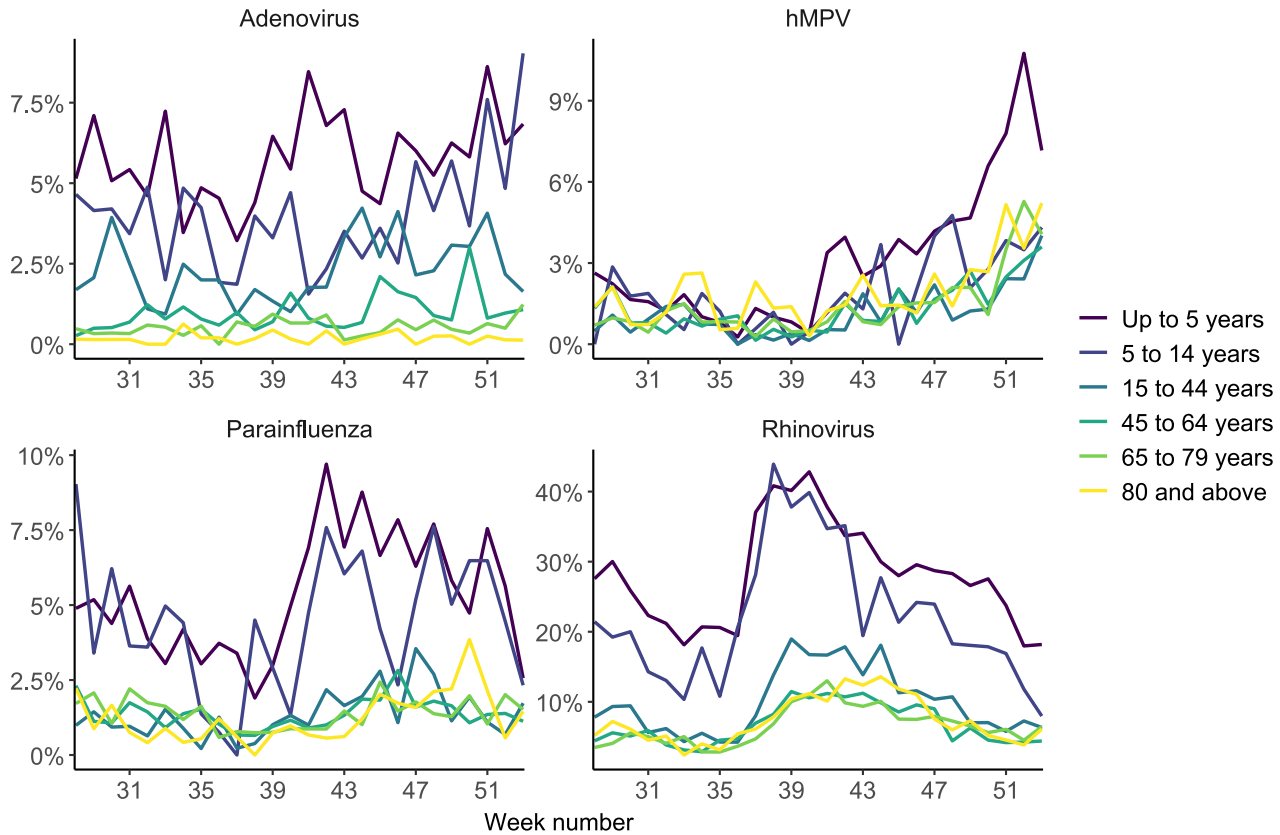 Adenovirus
7.5%
5%
2.5%
0%
31 35 39 43 47 51
hMPV
9%
6%
3%
0%
31 35 39 43 47 51
Parainfluenza
10%
7.5%
5%
2.5%
0%
31 35 39 43 47 51
Rhinovirus
40%
30%
20%
10%
31 35 39 43 47 51
Week number
Up to 5 years
5 to 14 years
15 to 44 years
45 to 64 years
65 to 79 years
80 and above